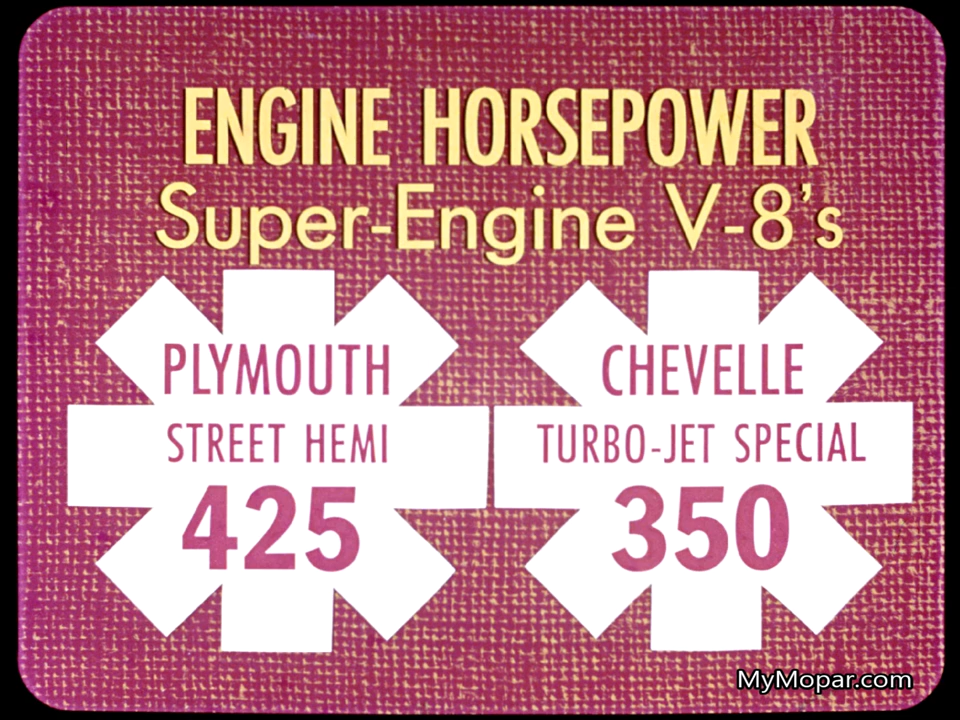 ENGINE HORSEPOWER
Super-Engine V-8's
PLYMOUTH
STREET HEMI
425
CHEVELLE
TURBO-JET SPECIAL
350
MyMopar.com